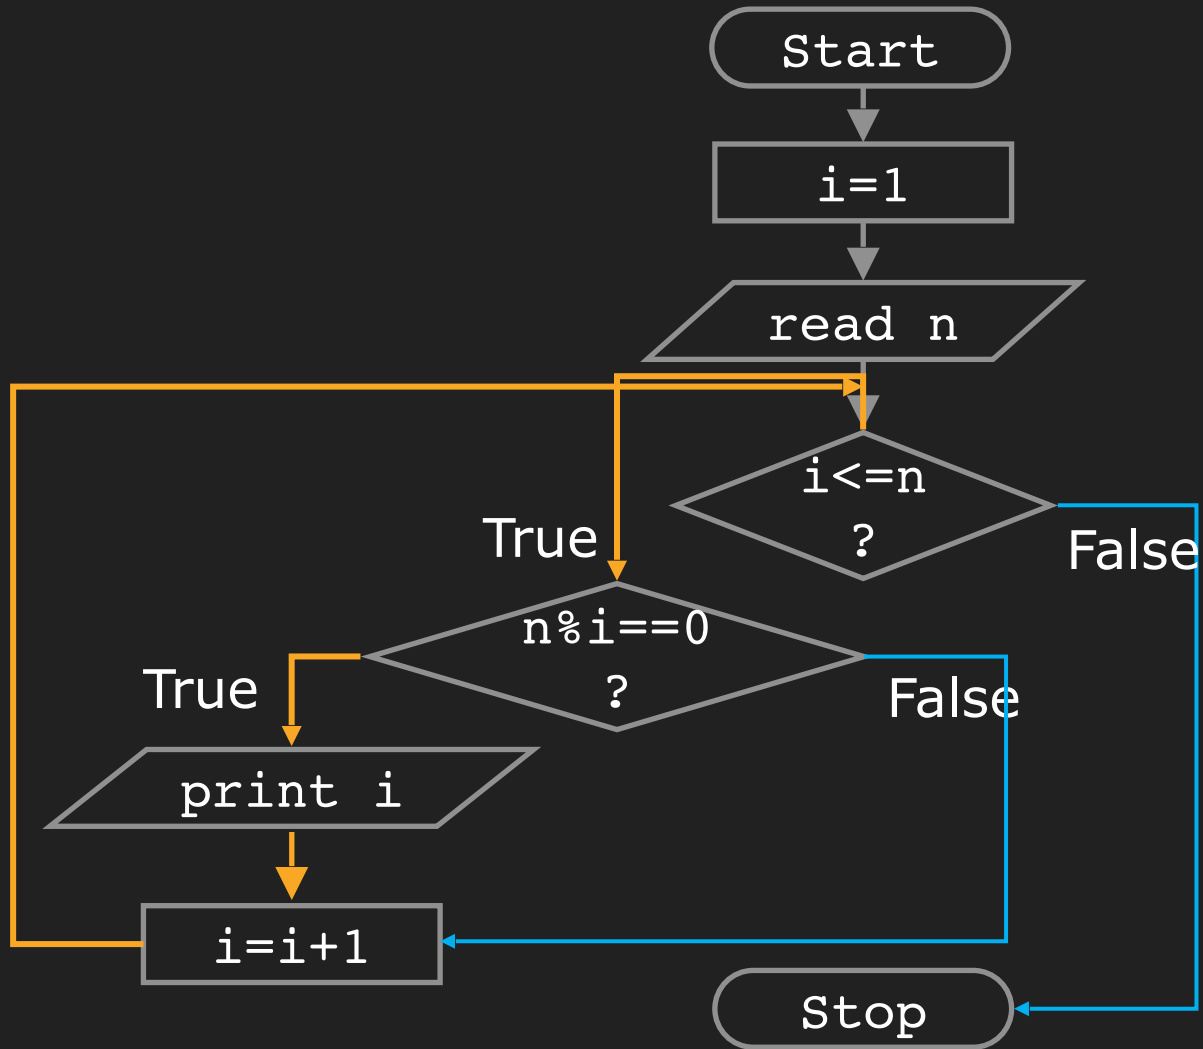 Start
i=1
read n
i<=n
?
True
False
n%i==0
?
True
False
print i
i=i+1
Stop